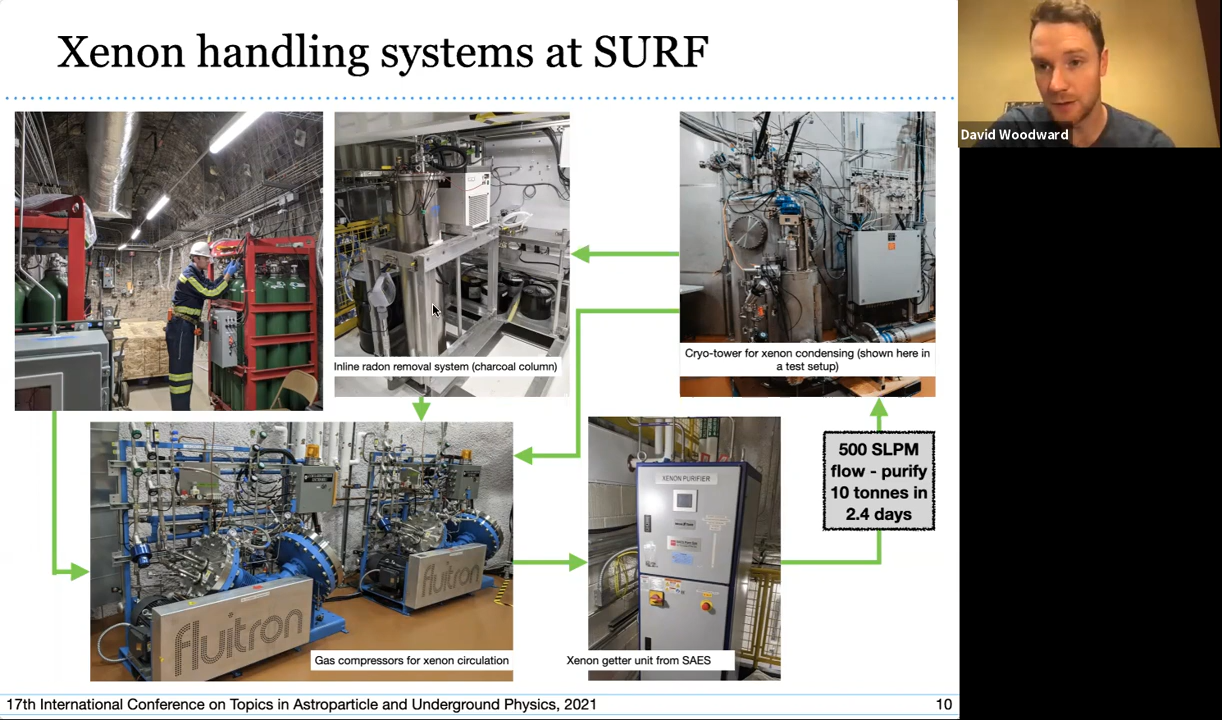 Xenon handling systems at SURF
David Woodward
Inline radon removal system (charcoal column)
Cryo-tower for xenon condensing (shown here in
a test setup)
500 SLPM
flow - purify
10 tonnes in
2.4 days
XENON PURIFIER
fluitron
fluitron
Gas compressors for xenon circulation
Xenon getter unit from SAES
17th International Conference on Topics in Astroparticle and Underground Physics, 2021
10